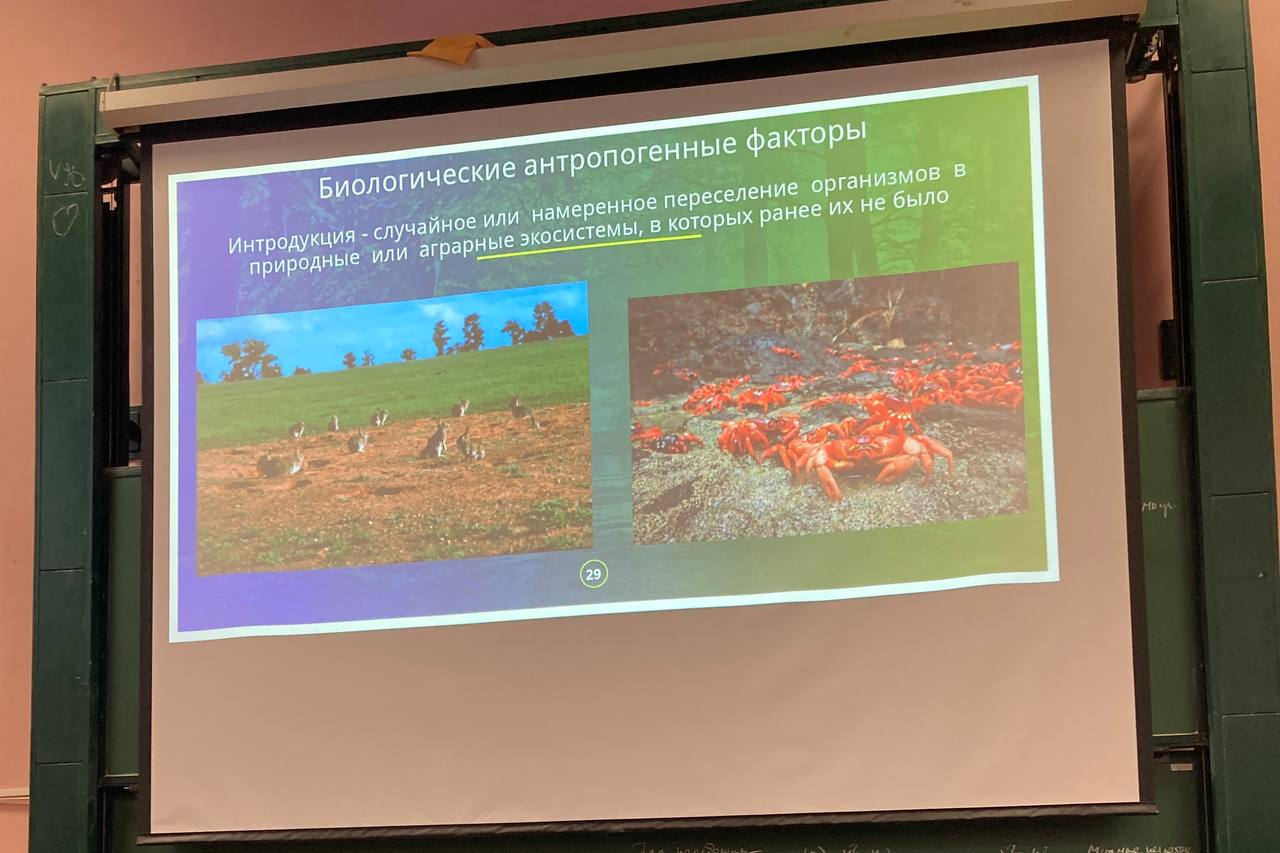 Биологические антропогенные факторы
Интродукция - случайное или намеренное переселение организмов в
природные или аграрные экосистемы, в которых ранее их не было
29